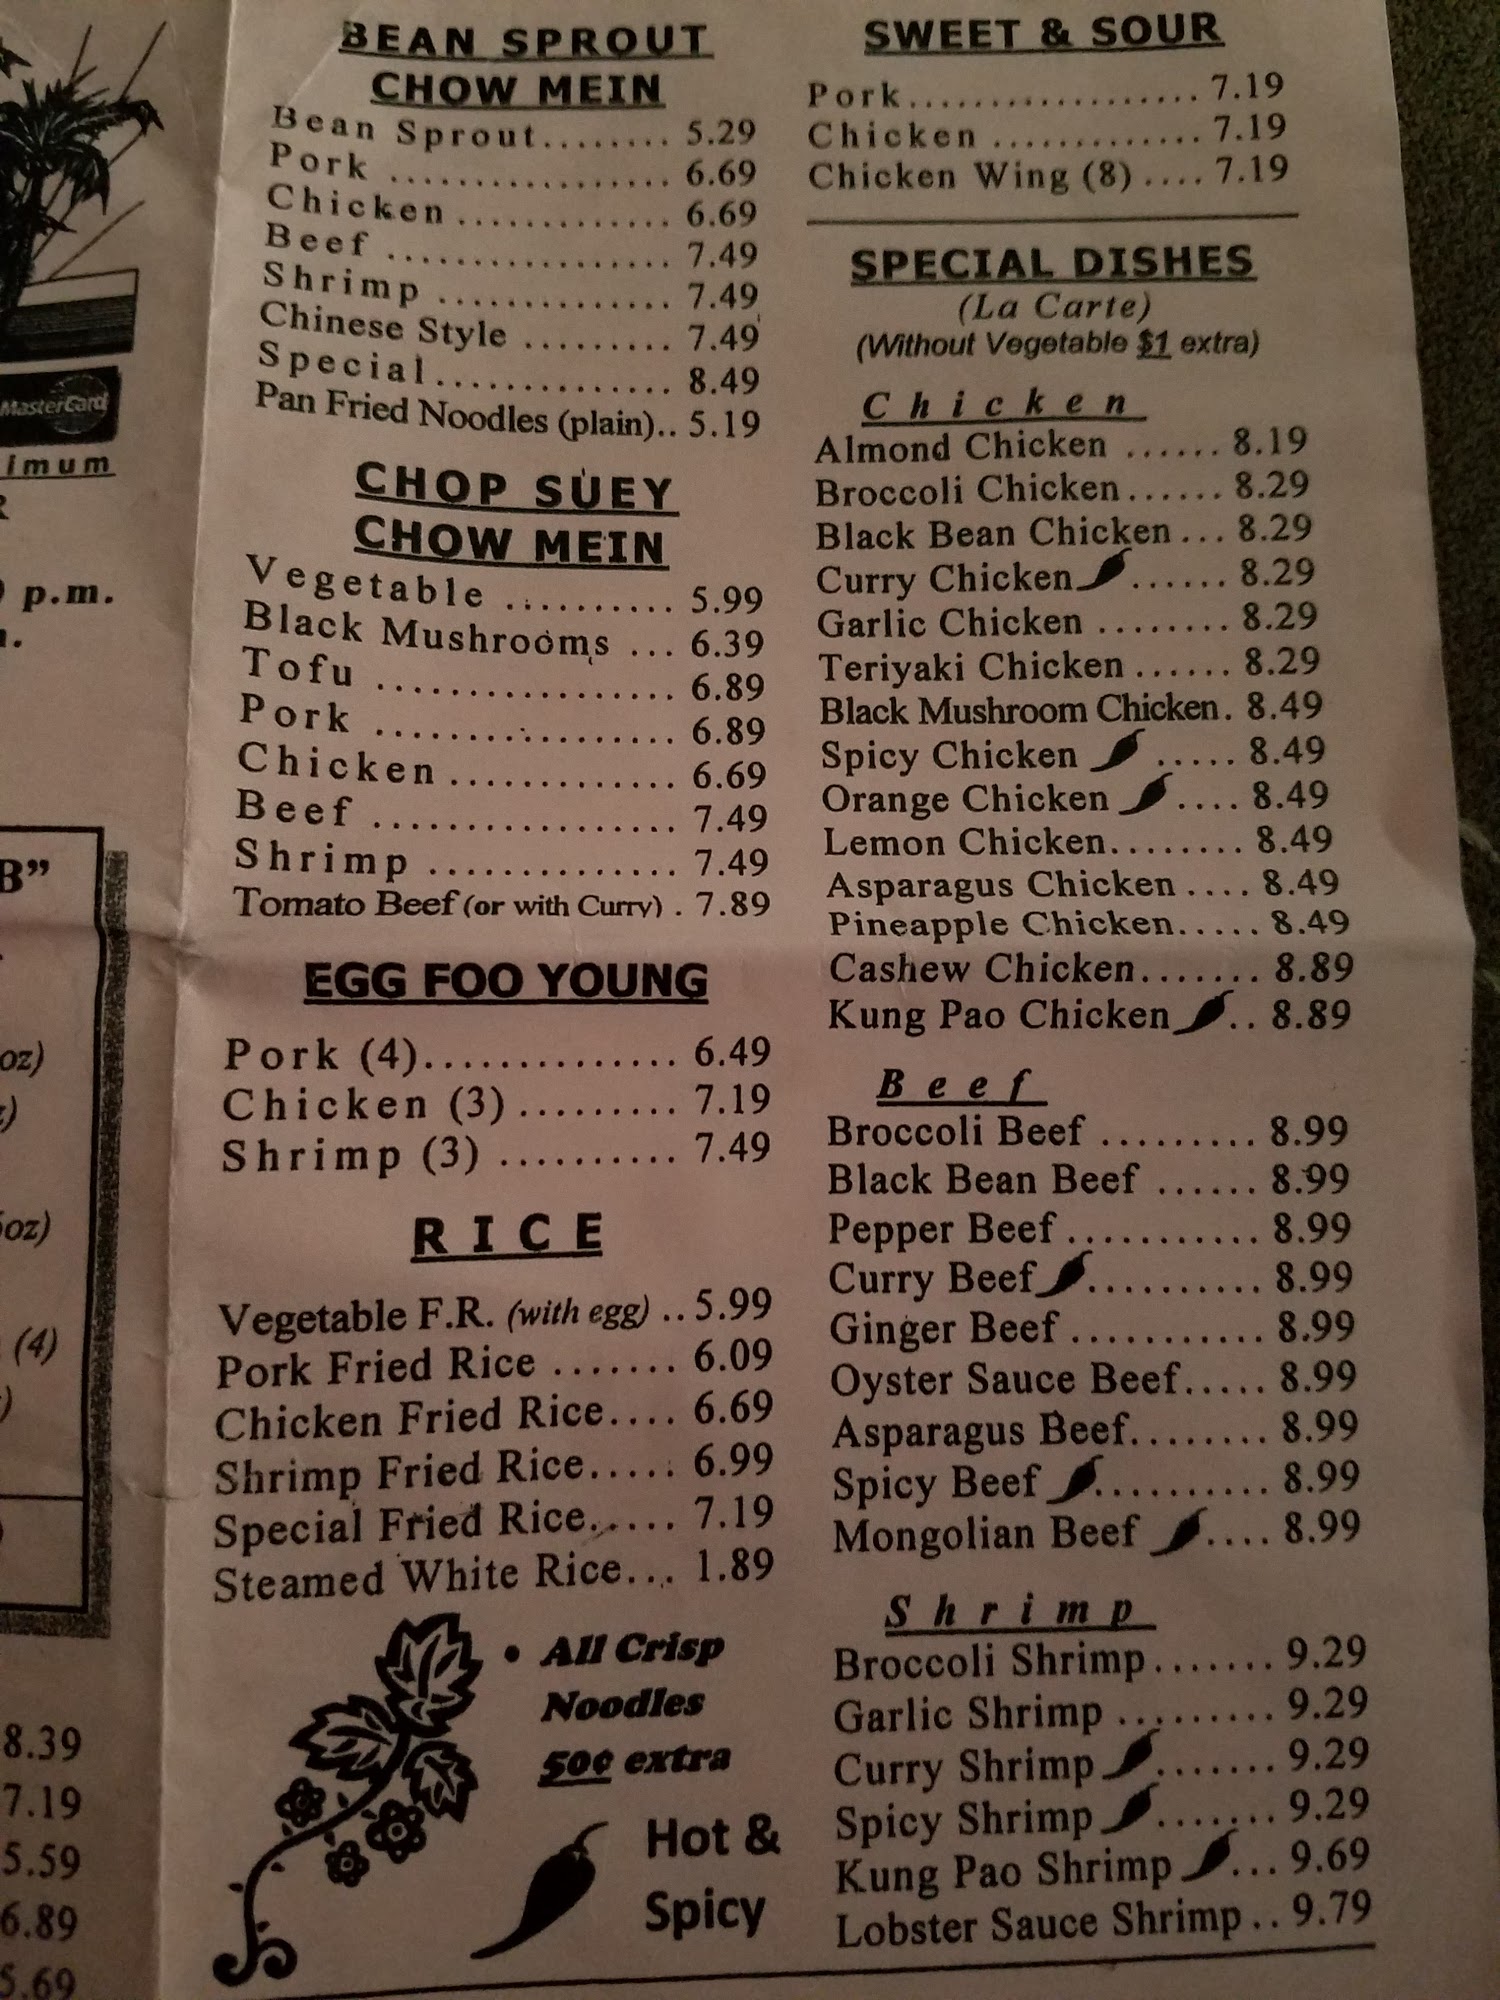 MasterCard
imum
p.m.
B”
oz)
oz)
(4)
8.39
7.19
5.59
6.89
5.69
BEAN SPROUT
CHOW MEIN
Bean Sprout........ 5.29
Pork ................ 6.69
Chicken ............. 6.69
Beef ................. 7.49
Shrimp .............. 7.49
Chinese Style ......... 7.49
Special.............. 8.49
Pan Fried Noodles (plain).. 5.19
CHOP SUEY
CHOW MEIN
Vegetable .......... 5.99
Black Mushrooms ... 6.39
Tofu ................. 6.89
Pork ................. 6.89
Chicken ............. 6.69
Beef ................. 7.49
Shrimp .............. 7.49
Tomato Beef (or with Curry) . 7.89
EGG FOO YOUNG
Pork (4).............. 6.49
Chicken (3) ......... 7.19
Shrimp (3) .......... 7.49
RICE
Vegetable F.R. (with egg) .. 5.99
Pork Fried Rice ....... 6.09
Chicken Fried Rice.... 6.69
Shrimp Fried Rice..... 6.99
Special Fried Rice..... 7.19
Steamed White Rice... 1.89
• All Crisp
Noodles
50¢ extra
Hot &
Spicy
SWEET & SOUR
Pork.................. 7.19
Chicken ............. 7.19
Chicken Wing (8) .... 7.19
SPECIAL DISHES
(La Carte)
(Without Vegetable $1 extra)
Chicken
Almond Chicken ...... 8.19
Broccoli Chicken...... 8.29
Black Bean Chicken ... 8.29
Curry Chicken ...... 8.29
Garlic Chicken ........ 8.29
Teriyaki Chicken ...... 8.29
Black Mushroom Chicken. 8.49
Spicy Chicken ..... 8.49
Orange Chicken .... 8.49
Lemon Chicken........ 8.49
Asparagus Chicken .... 8.49
Pineapple Chicken..... 8.49
Cashew Chicken....... 8.89
Kung Pao Chicken .. 8.89
Beef
Broccoli Beef ......... 8.99
Black Bean Beef ...... 8.99
Pepper Beef ........... 8.99
Curry Beef .......... 8.99
Ginger Beef ........... 8.99
Oyster Sauce Beef..... 8.99
Asparagus Beef........ 8.99
Spicy Beef .......... 8.99
Mongolian Beef .... 8.99
Shrimp
Broccoli Shrimp....... 9.29
Garlic Shrimp ......... 9.29
Curry Shrimp ....... 9.29
Spicy Shrimp ....... 9.29
Kung Pao Shrimp ... 9.69
Lobster Sauce Shrimp .. 9.79